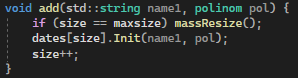 void add(std::string name1, polinom pol) {
if (size == maxsize) massResize();
dates[size].Init(name1, pol);
size++;
}